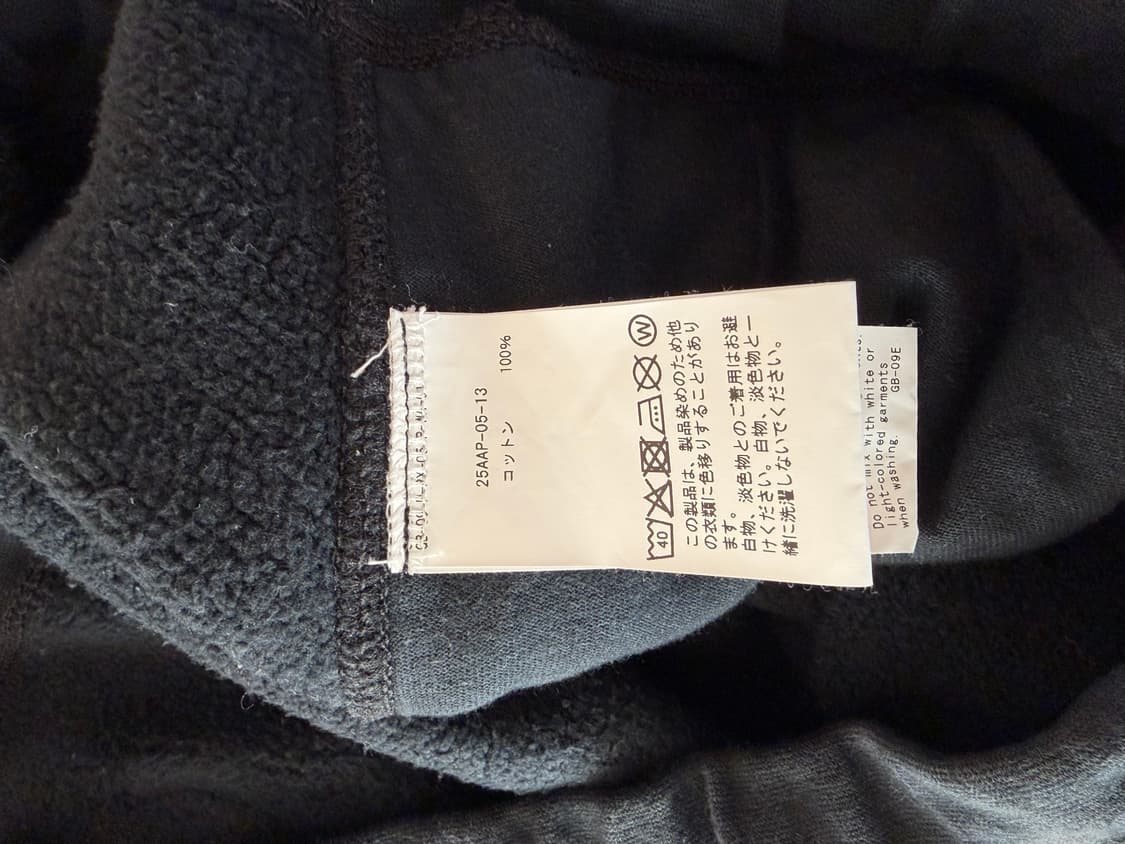 25AAP-05-13
コットン 100%
40 W
この製品は、製品染めのため他
の衣類に色移りすることがあり
ます。淡色物とのご着用はお避
けください。白物、淡色物と一
緒に洗濯しないでください。
Do not mix with white or
light-colored garments
when washing.
GB-09E